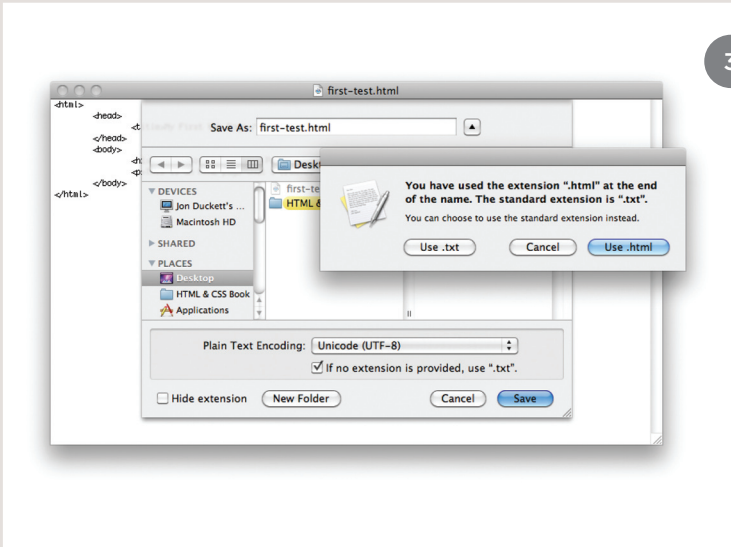 3
first-test.html
<html>
<head>
<t
Save As: first-test.html
</head>
<body>
<h
<p
</body>
</html>
Desk
DEVICES
Jon Duckett's ...
Macintosh HD
SHARED
PLACES
Desktop
HTML & CSS Book
Applications
first-te
HTML &
You have used the extension ".html" at the end
of the name. The standard extension is ".txt".
You can choose to use the standard extension instead.
Use .txt
Cancel
Use .html
Plain Text Encoding: Unicode (UTF-8)
If no extension is provided, use ".txt".
Hide extension
New Folder
Cancel
Save